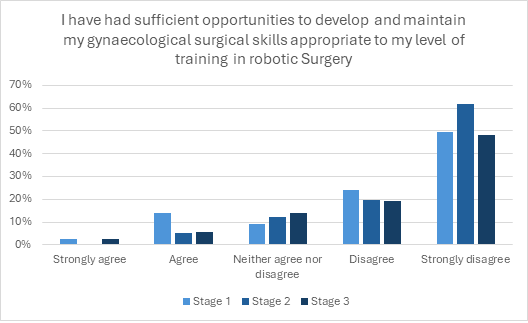 I have had sufficient opportunities to develop and maintain
my gynaecological surgical skills appropriate to my level of
training in robotic Surgery
70%
60%
50%
40%
30%
20%
10%
0%
Strongly agree
Agree
Neither agree nor
disagree
Disagree
Strongly disagree
Stage 1
Stage 2
Stage 3